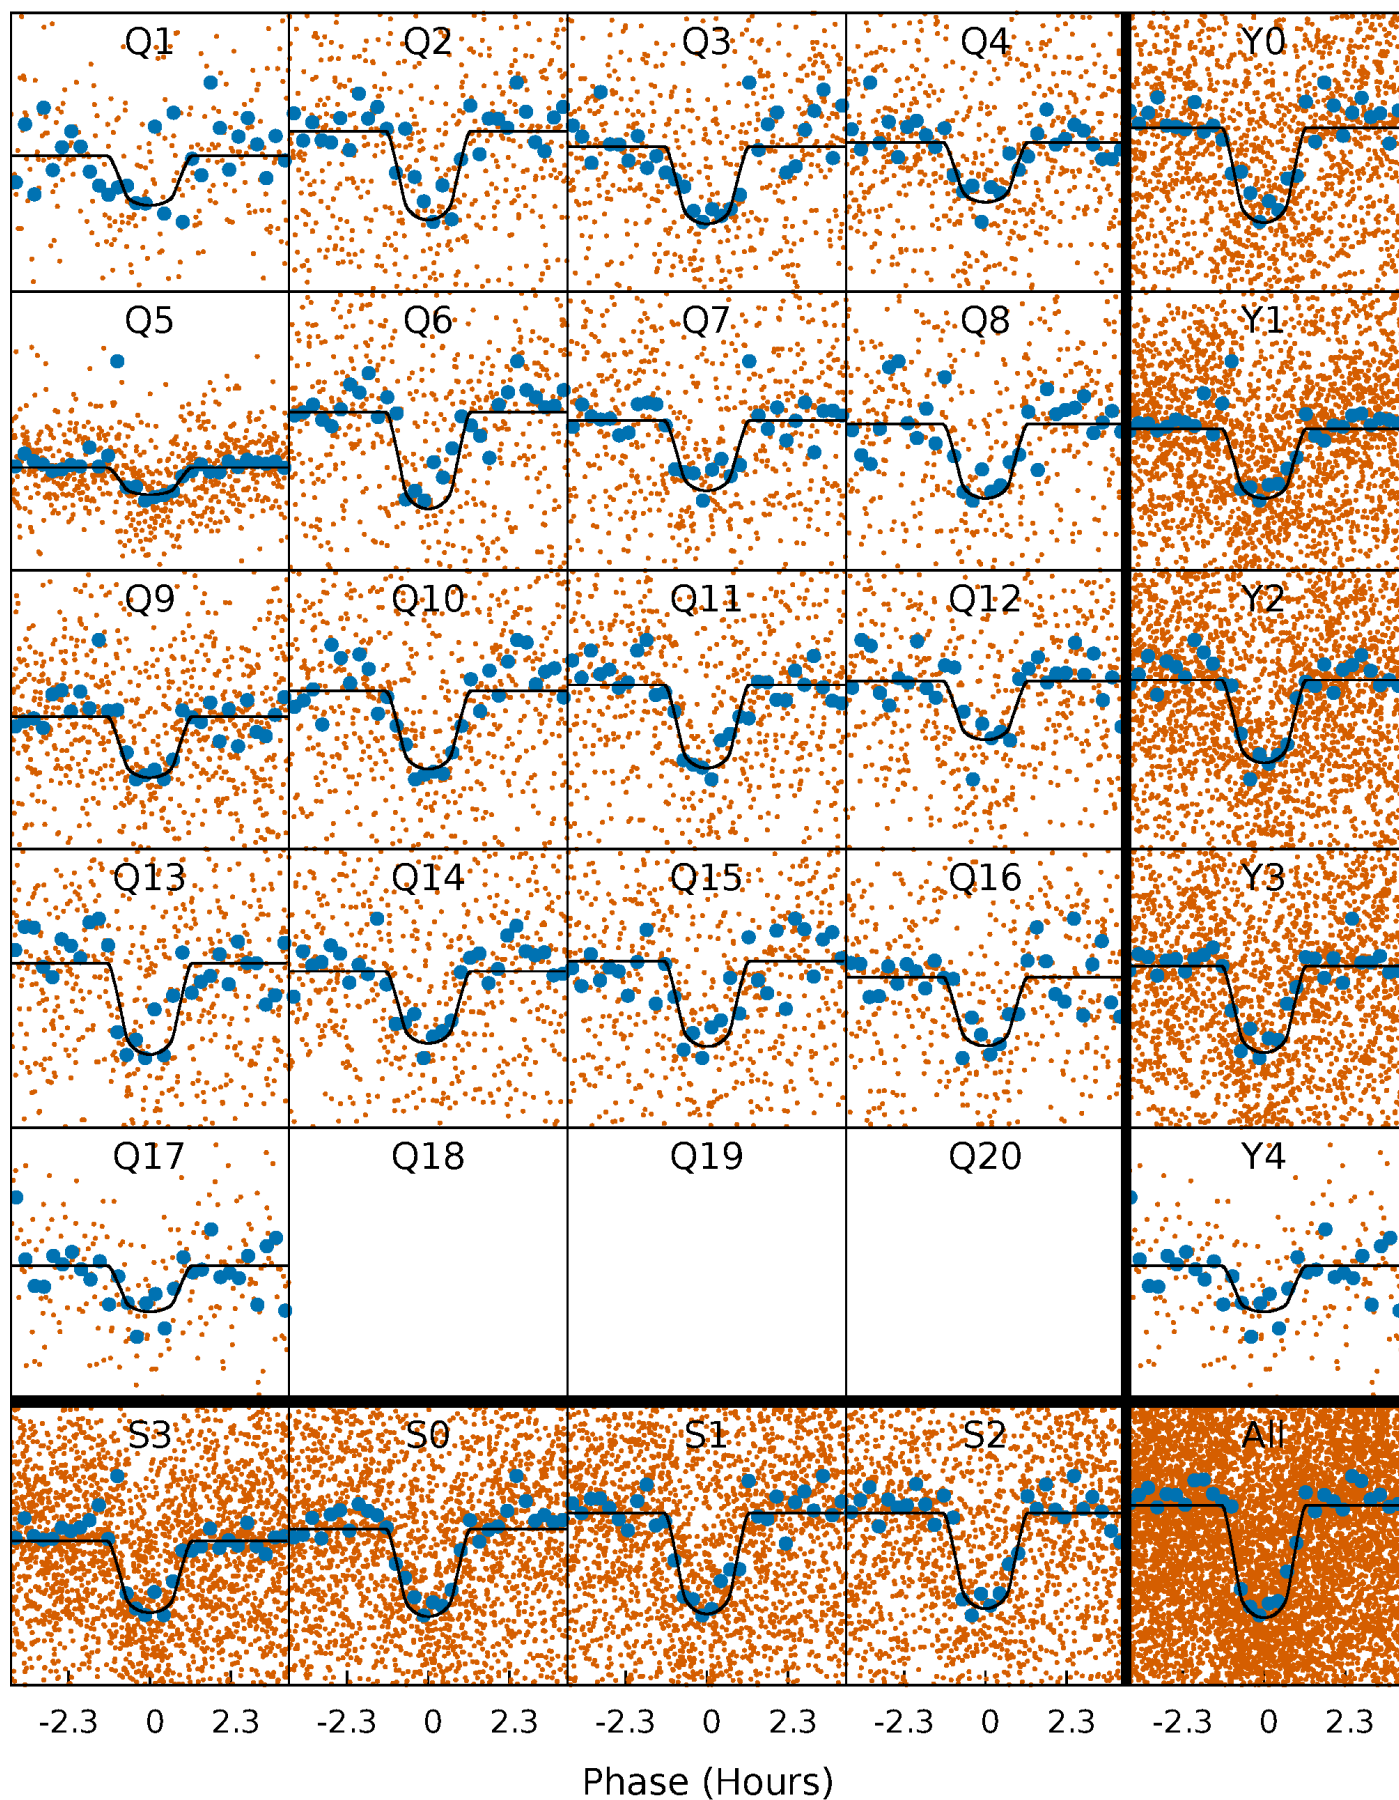 Q1 Q2 Q3 Q4 Y0
Q5 Q6 Q7 Q8 Y1
Q9 Q10 Q11 Q12 Y2
Q13 Q14 Q15 Q16 Y3
Q17 Q18 Q19 Q20 Y4
S3 S0 S1 S2 All
-2.3 0 2.3 -2.3 0 2.3 -2.3 0 2.3 -2.3 0 2.3 -2.3 0 2.3
Phase (Hours)